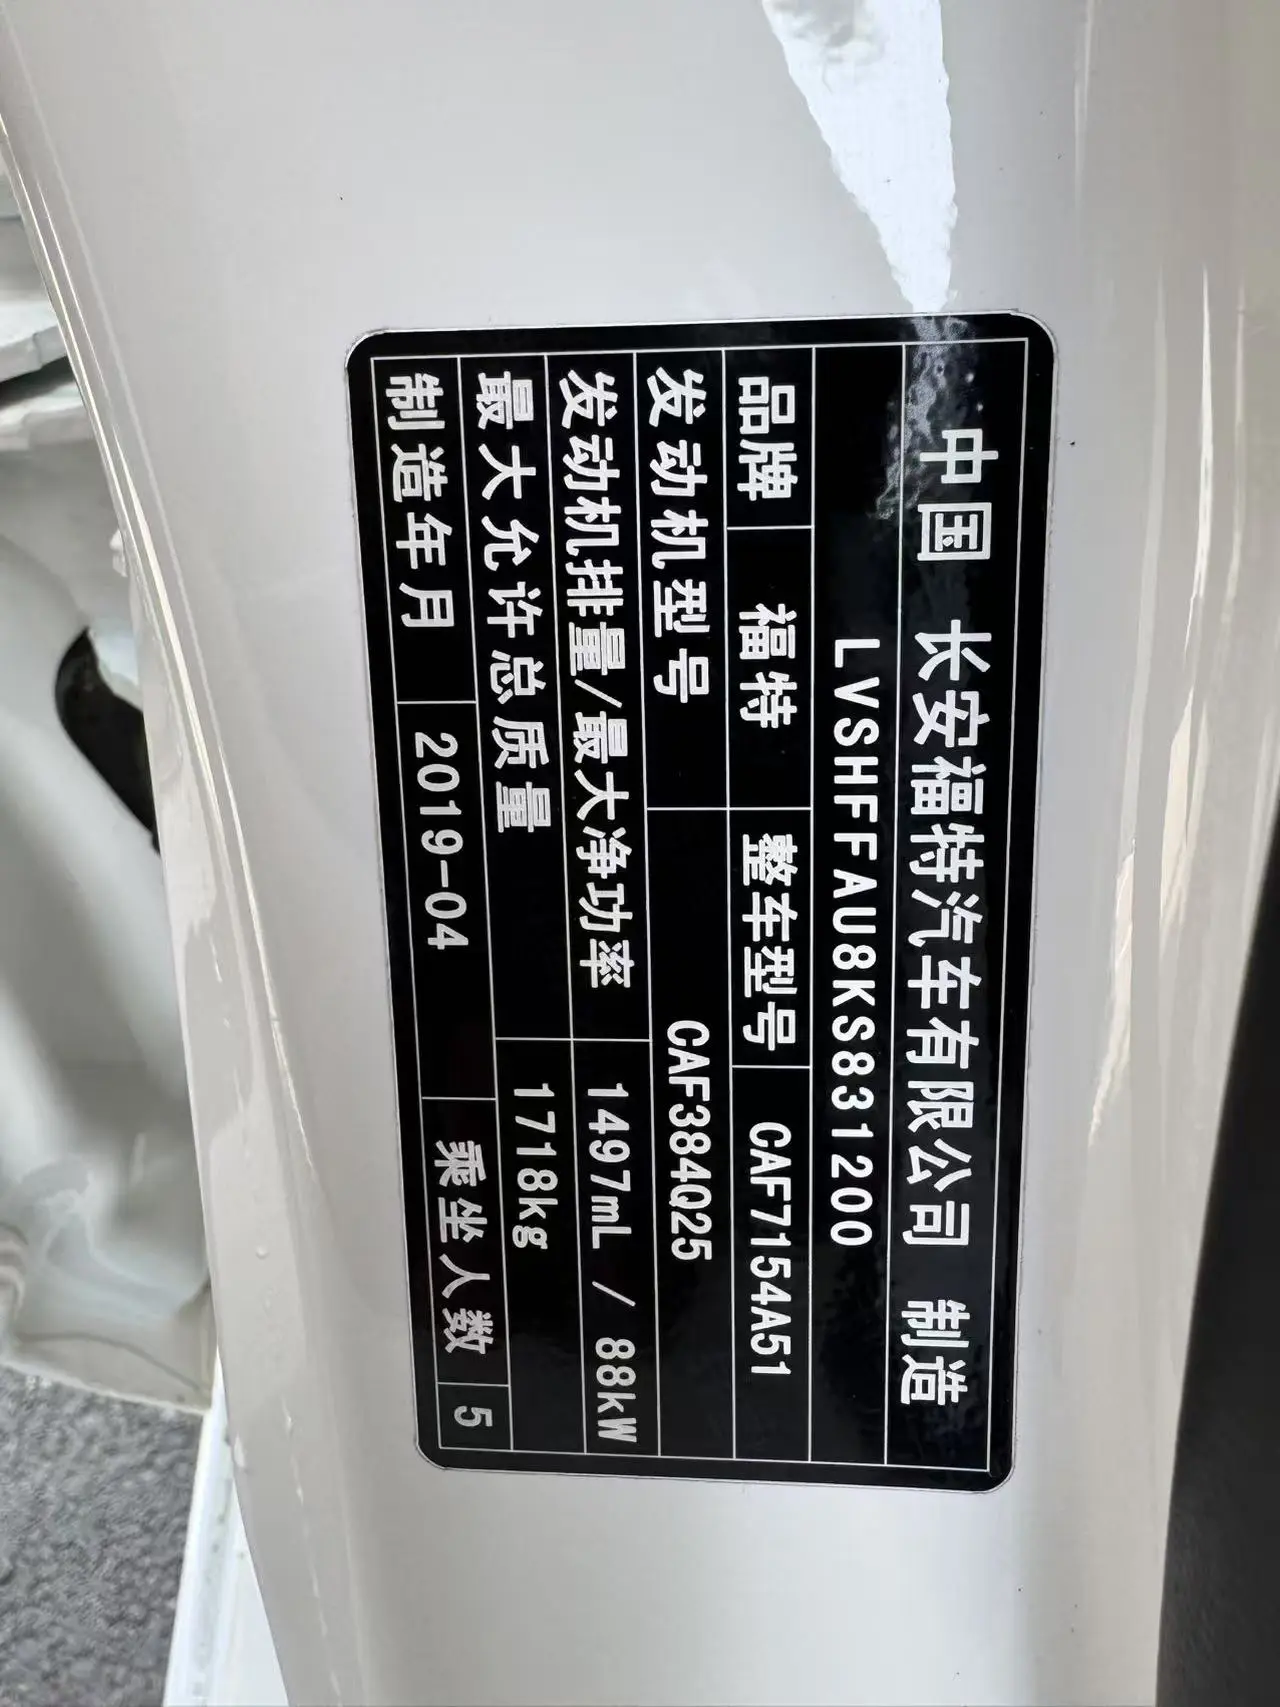 中国 长安福特汽车有限公司 制造
LVSHFFAU8KS831200
品牌 福特 整车型号 CAF7154A51
发动机型号 CAF384Q25
发动机排量/最大净功率 1497mL / 88kW
最大允许总质量 1718kg
制造年月 2019-04 乘坐人数 5